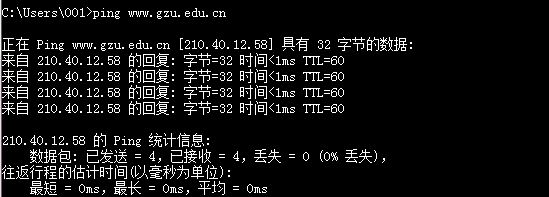 C:\Users\001>ping www.gzu.edu.cn
正在 Ping www.gzu.edu.cn [210.40.12.58] 具有 32 字节的数据:
来自 210.40.12.58 的回复: 字节=32 时间<1ms TTL=60
来自 210.40.12.58 的回复: 字节=32 时间<1ms TTL=60
来自 210.40.12.58 的回复: 字节=32 时间<1ms TTL=60
来自 210.40.12.58 的回复: 字节=32 时间<1ms TTL=60
210.40.12.58 的 Ping 统计信息:
数据包: 已发送 = 4，已接收 = 4，丢失 = 0 (0% 丢失)，
往返行程的估计时间(以毫秒为单位):
最短 = 0ms，最长 = 0ms，平均 = 0ms